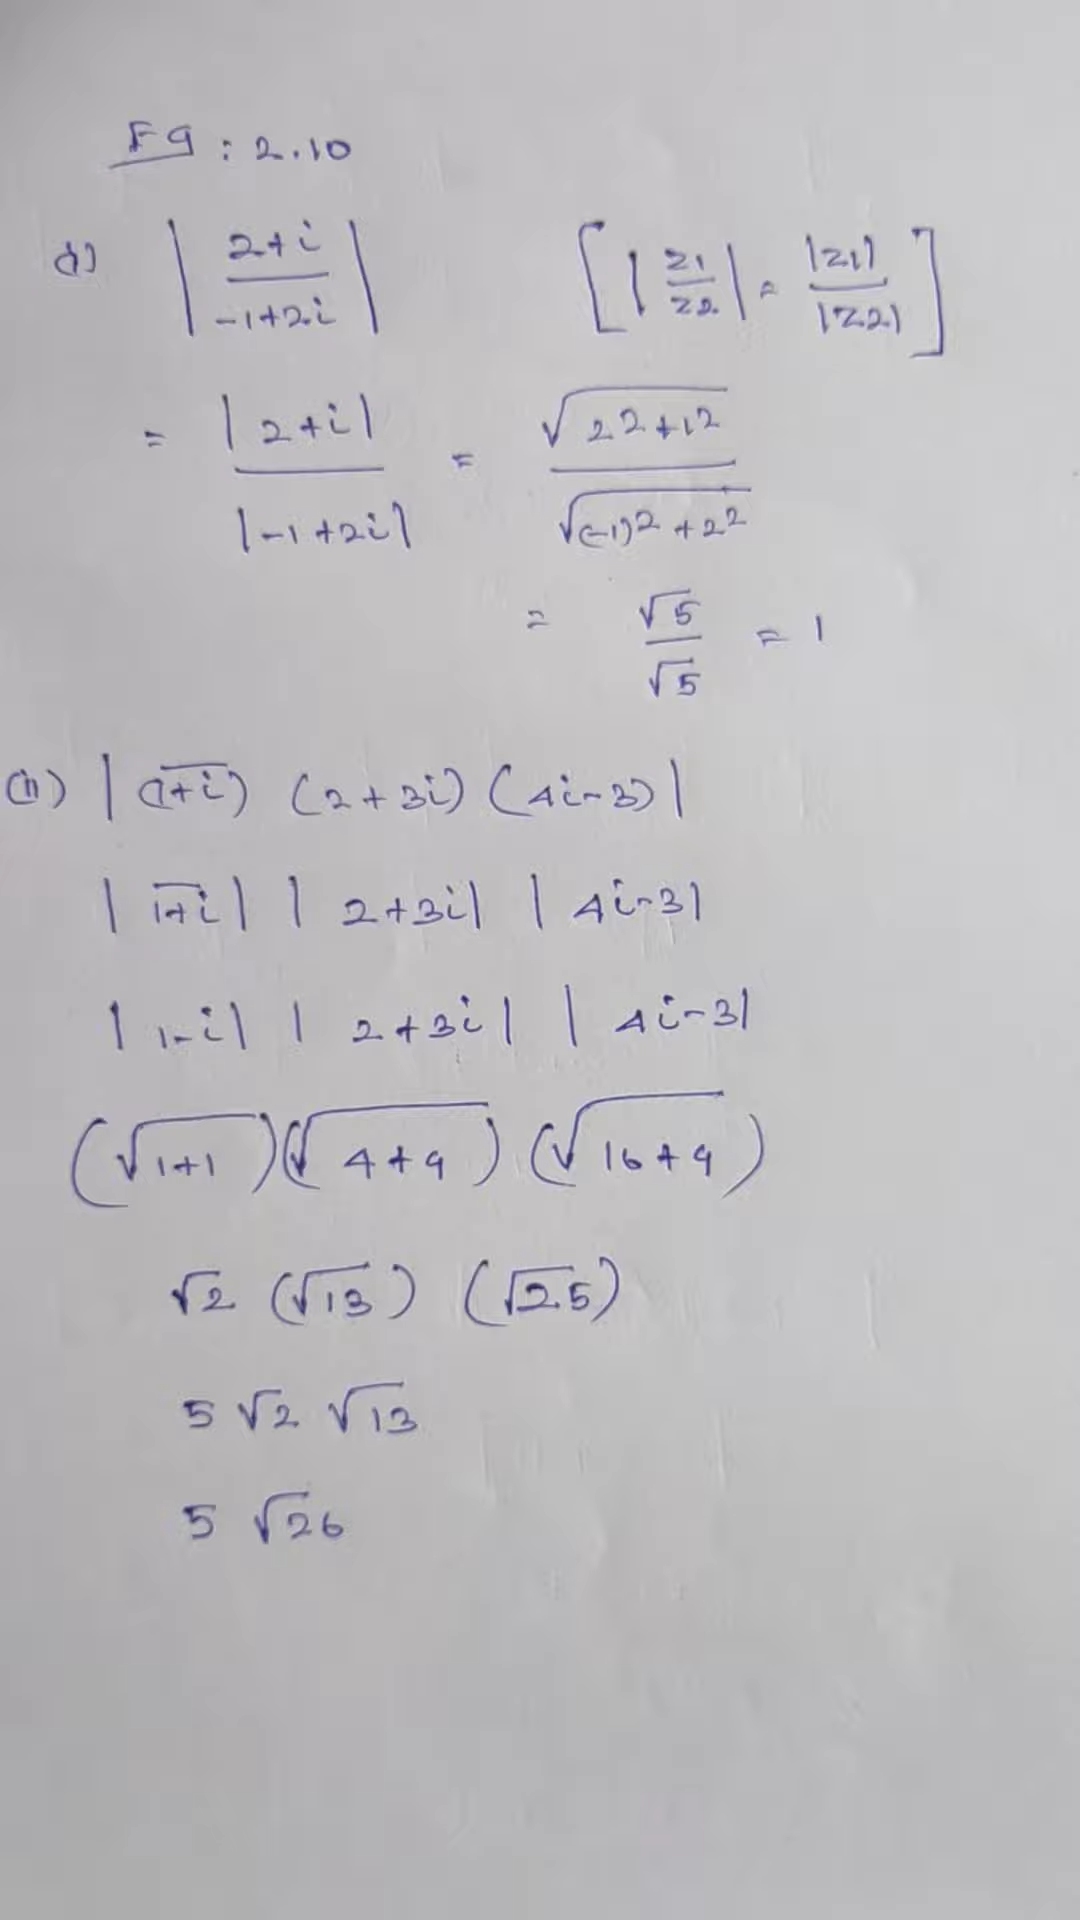 Eg : 2.10
(i) | 2+i / -1+2i | [ | z1 / z2 | = |z1| / |z2| ]
= |2+i| / |-1+2i| = √2²+1² / √(-1)²+2²
= √5 / √5 = 1
(ii) | (1̅+̅i̅) (2+3i) (4i-3) |
| 1̅+̅i̅ | | 2+3i | | 4i-3 |
| 1-i | | 2+3i | | 4i-3 |
(√1+1) (√4+9) (√16+9)
√2 (√13) (√25)
5 √2 √13
5 √26